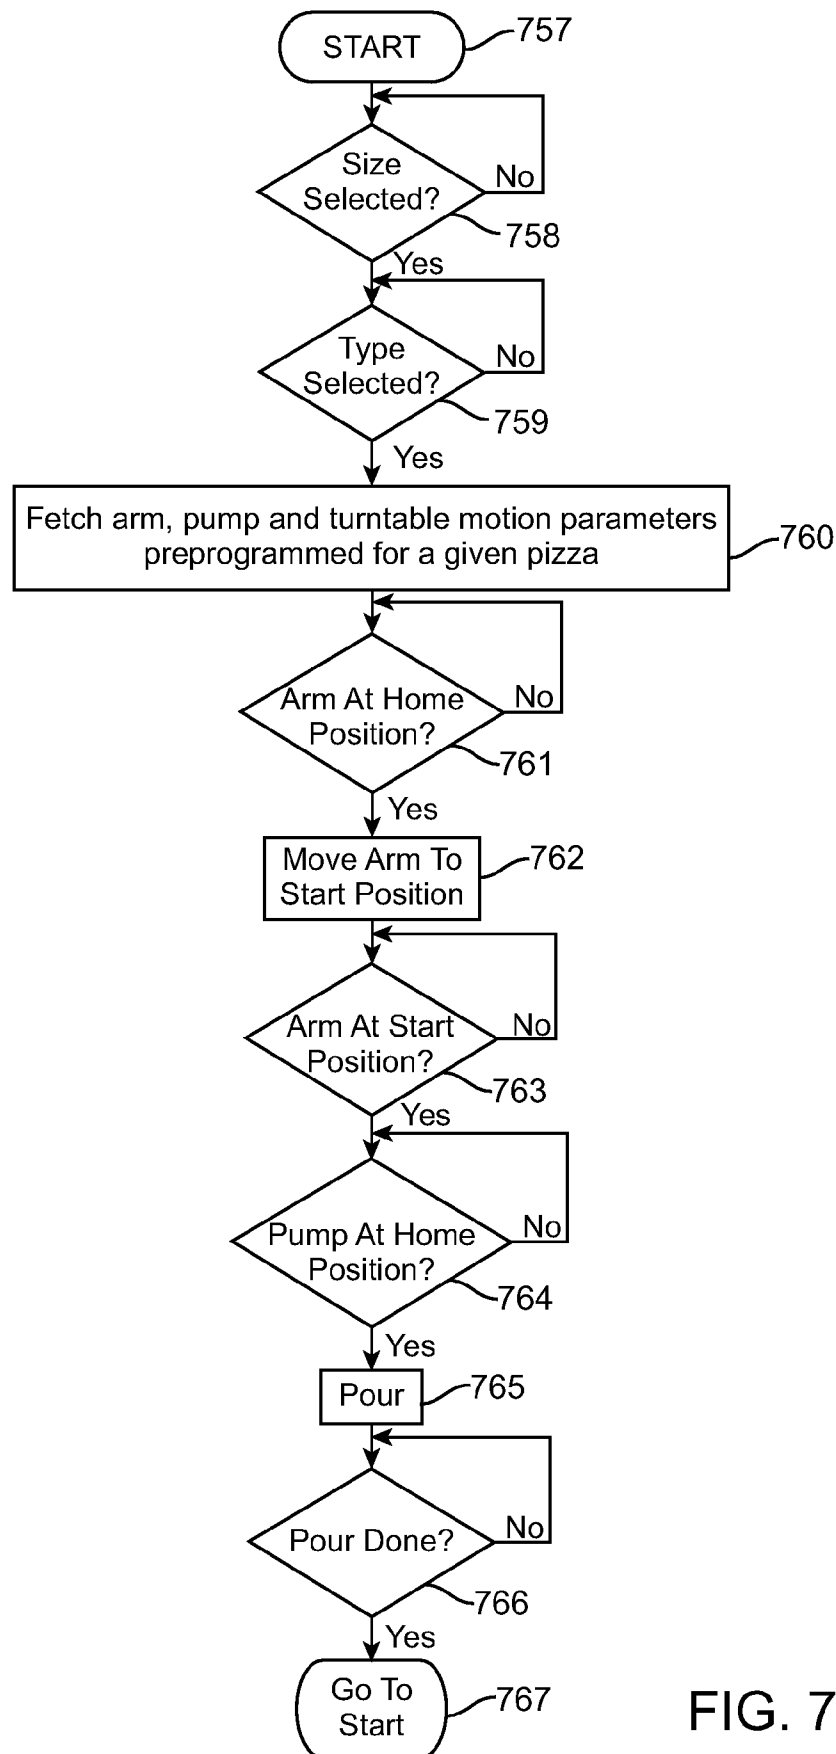 START
757
Size
Selected?
No
758
Yes
Type
Selected?
No
759
Yes
Fetch arm, pump and turntable motion parameters
preprogrammed for a given pizza
760
Arm At Home
Position?
No
761
Yes
Move Arm To
Start Position
762
Arm At Start
Position?
No
763
Yes
Pump At Home
Position?
No
764
Yes
Pour
765
Pour Done?
No
766
Yes
Go To
Start
767
FIG. 7